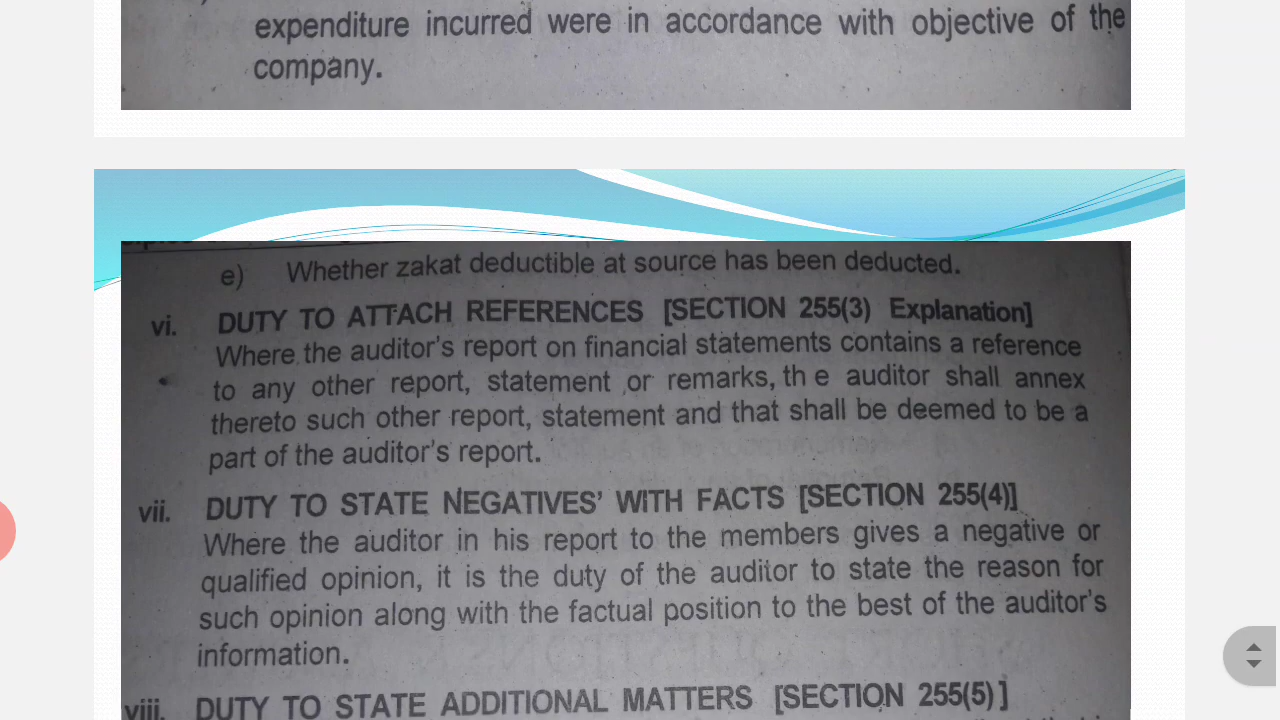 expenditure incurred were in accordance with objective of the
company.
e) Whether zakat deductible at source has been deducted.
vi. DUTY TO ATTACH REFERENCES [SECTION 255(3) Explanation]
Where the auditor's report on financial statements contains a reference
to any other report, statement or remarks, th e auditor shall annex
thereto such other report, statement and that shall be deemed to be a
part of the auditor's report.
vii. DUTY TO STATE NEGATIVES' WITH FACTS [SECTION 255(4)]
Where the auditor in his report to the members gives a negative or
qualified opinion, it is the duty of the auditor to state the reason for
such opinion along with the factual position to the best of the auditor's
information.
viii. DUTY TO STATE ADDITIONAL MATTERS [SECTION 255(5)]